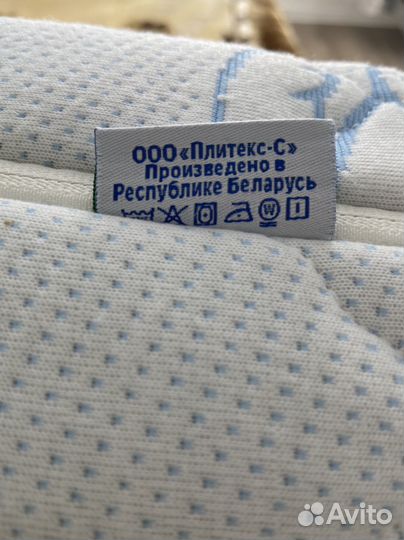 ООО«Плитекс-С»
Произведено в
Республике Беларусь
W
Avito